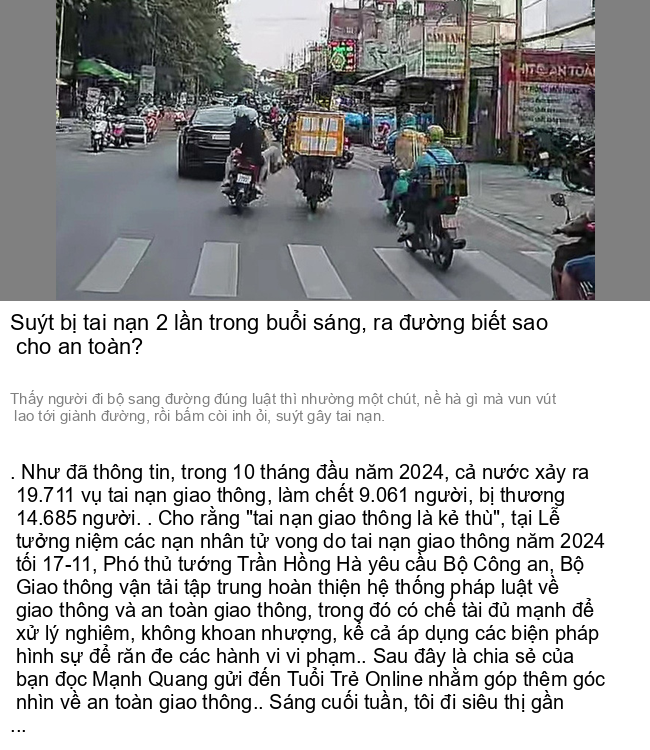 Suýt bị tai nạn 2 lần trong buổi sáng, ra đường biết sao
cho an toàn?
Thấy người đi bộ sang đường đúng luật thì nhường một chút, nề hà gì mà vun vút
lao tới giành đường, rồi bấm còi inh ỏi, suýt gây tai nạn.
. Như đã thông tin, trong 10 tháng đầu năm 2024, cả nước xảy ra
19.711 vụ tai nạn giao thông, làm chết 9.061 người, bị thương
14.685 người. . Cho rằng "tai nạn giao thông là kẻ thù", tại Lễ
tưởng niệm các nạn nhân tử vong do tai nạn giao thông năm 2024
tối 17-11, Phó thủ tướng Trần Hồng Hà yêu cầu Bộ Công an, Bộ
Giao thông vận tải tập trung hoàn thiện hệ thống pháp luật về
giao thông và an toàn giao thông, trong đó có chế tài đủ mạnh để
xử lý nghiêm, không khoan nhượng, kể cả áp dụng các biện pháp
hình sự để răn đe các hành vi vi phạm.. Sau đây là chia sẻ của
bạn đọc Mạnh Quang gửi đến Tuổi Trẻ Online nhằm góp thêm góc
nhìn về an toàn giao thông.. Sáng cuối tuần, tôi đi siêu thị gần
...